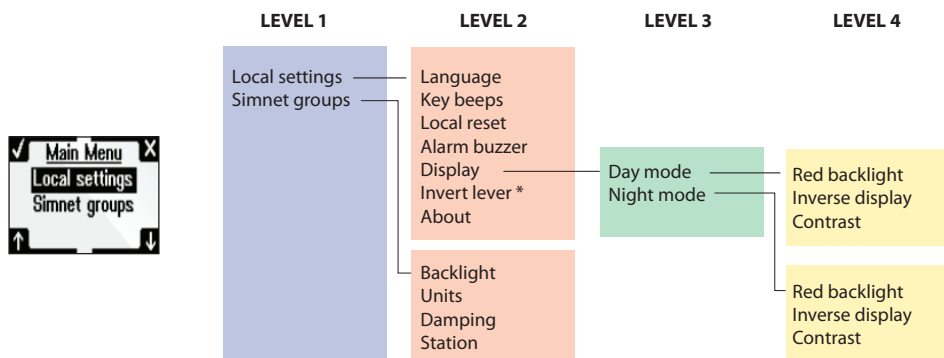 LEVEL 1 LEVEL 2 LEVEL 3 LEVEL 4
Main Menu
Local settings
Simnet groups
Local settings
Simnet groups
Language
Key beeps
Local reset
Alarm buzzer
Display
Invert lever *
About
Backlight
Units
Damping
Station
Day mode
Night mode
Red backlight
Inverse display
Contrast
Red backlight
Inverse display
Contrast